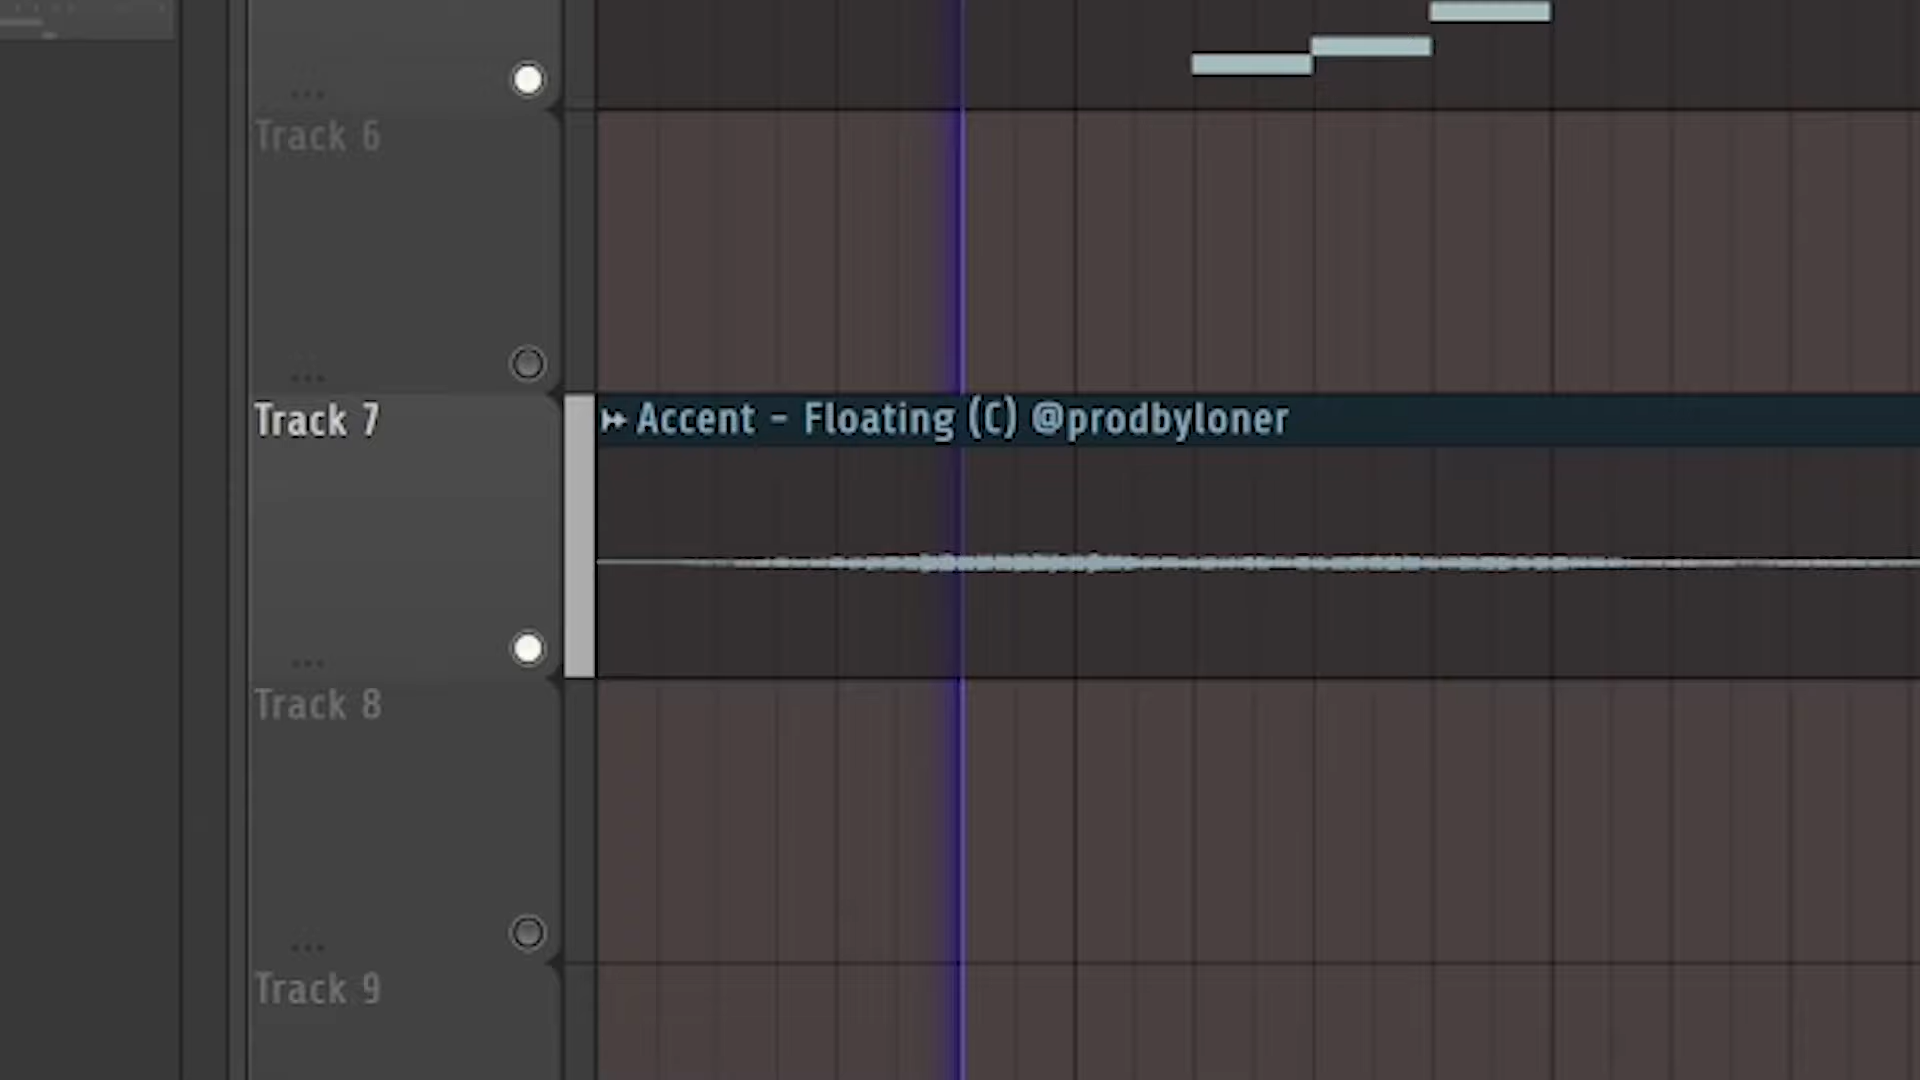 Track 6
Track 7
Accent - Floating (C) @prodbyloner
Track 8
Track 9